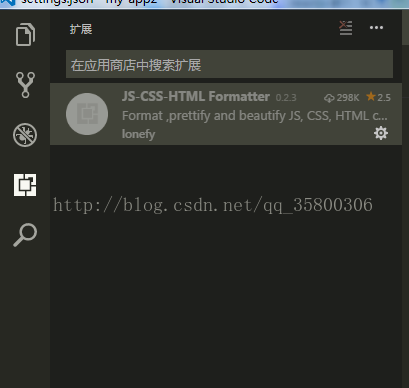 settings.json - my-app2 - Visual Studio Code
扩展
在应用商店中搜索扩展
JS-CSS-HTML Formatter 0.2.3 298K 2.5
Format ,prettify and beautify JS, CSS, HTML c...
lonefy
http://blog.csdn.net/qq_35800306